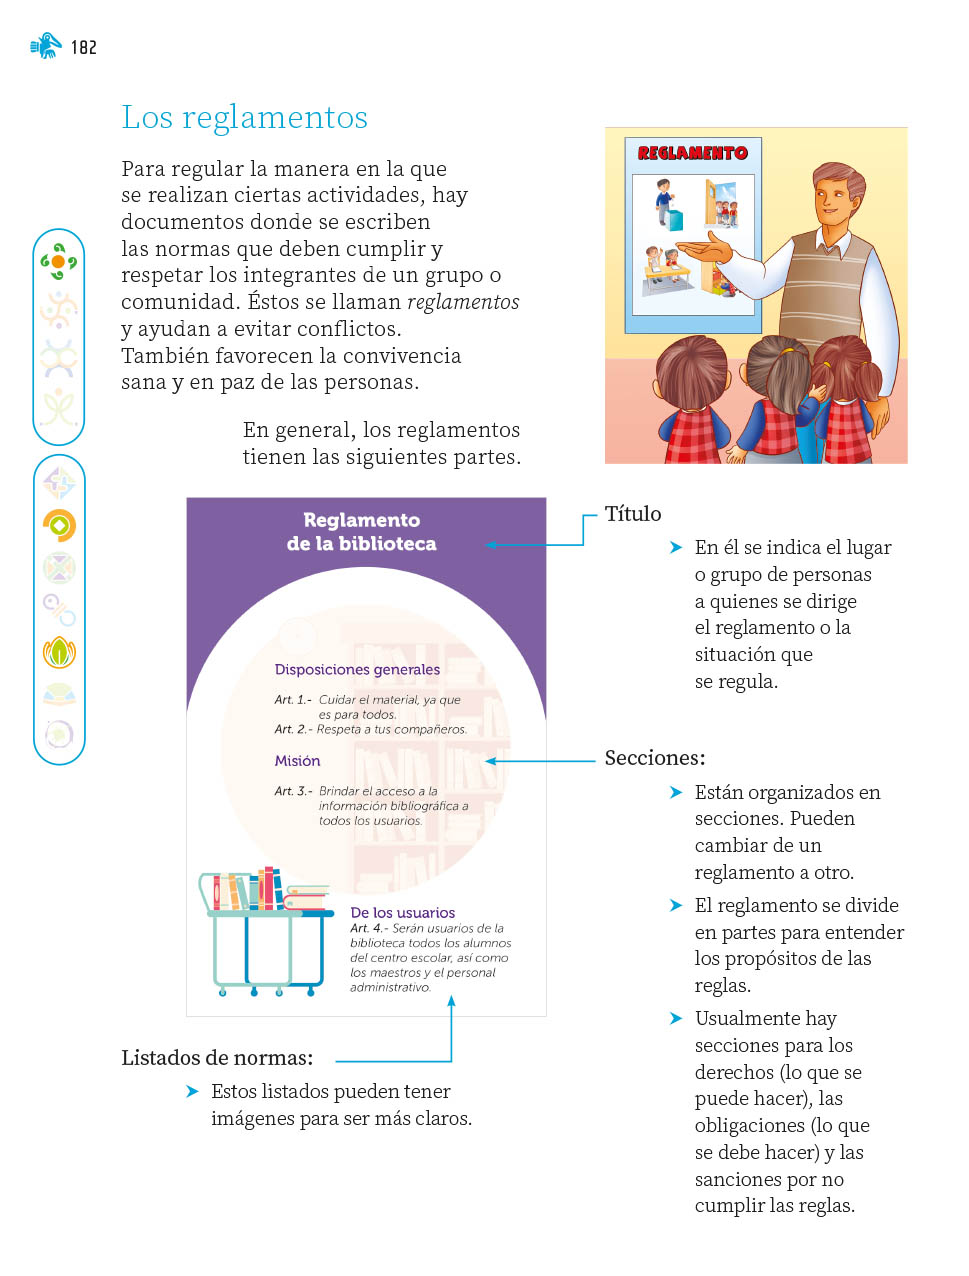 182
Los reglamentos
Para regular la manera en la que
se realizan ciertas actividades, hay
documentos donde se escriben
las normas que deben cumplir y
respetar los integrantes de un grupo o
comunidad. Éstos se llaman reglamentos
y ayudan a evitar conflictos.
También favorecen la convivencia
sana y en paz de las personas.
En general, los reglamentos
tienen las siguientes partes.
REGLAMENTO
Reglamento
de la biblioteca
Disposiciones generales
Art. 1.- Cuidar el material, ya que
es para todos.
Art. 2.- Respeta a tus compañeros.
Misión
Art. 3.- Brindar el acceso a la
información bibliográfica a
todos los usuarios.
De los usuarios
Art. 4.- Serán usuarios de la
biblioteca todos los alumnos
del centro escolar, así como
los maestros y el personal
administrativo.
Título
En él se indica el lugar
o grupo de personas
a quienes se dirige
el reglamento o la
situación que
se regula.
Secciones:
Están organizados en
secciones. Pueden
cambiar de un
reglamento a otro.
El reglamento se divide
en partes para entender
los propósitos de las
reglas.
Usualmente hay
secciones para los
derechos (lo que se
puede hacer), las
obligaciones (lo que
se debe hacer) y las
sanciones por no
cumplir las reglas.
Listados de normas:
Estos listados pueden tener
imágenes para ser más claros.